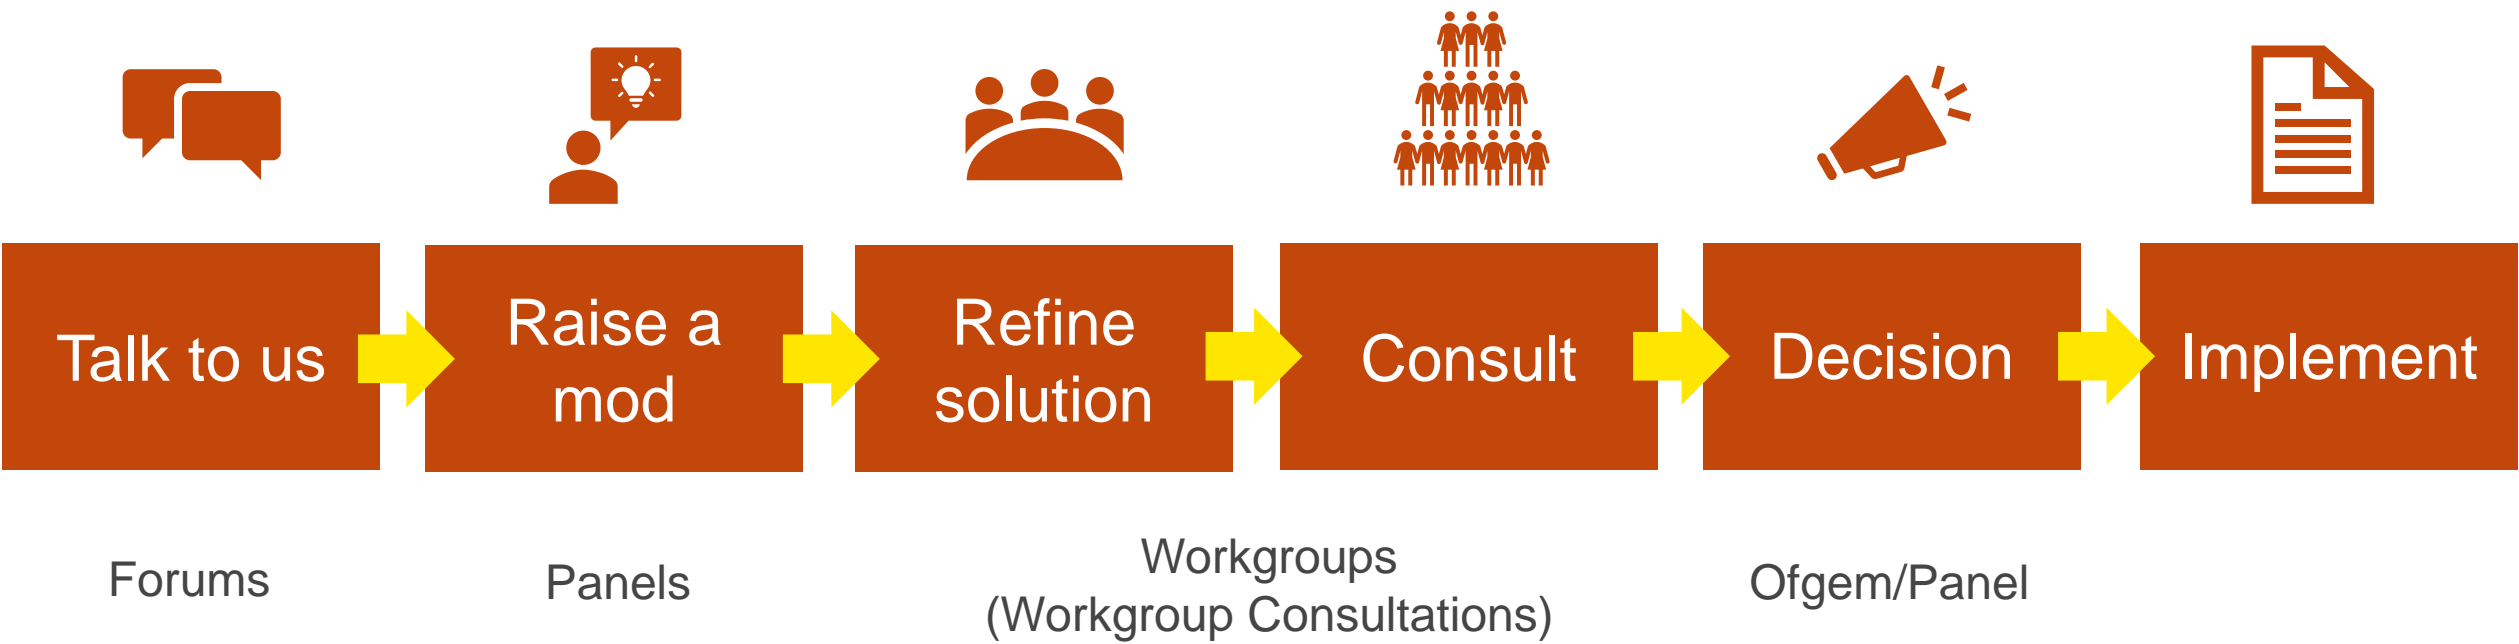 Talk to us
Raise a
mod
Refine
solution
Consult
Decision
Implement
Forums
Panels
Workgroups
(Workgroup Consultations)
Ofgem/Panel